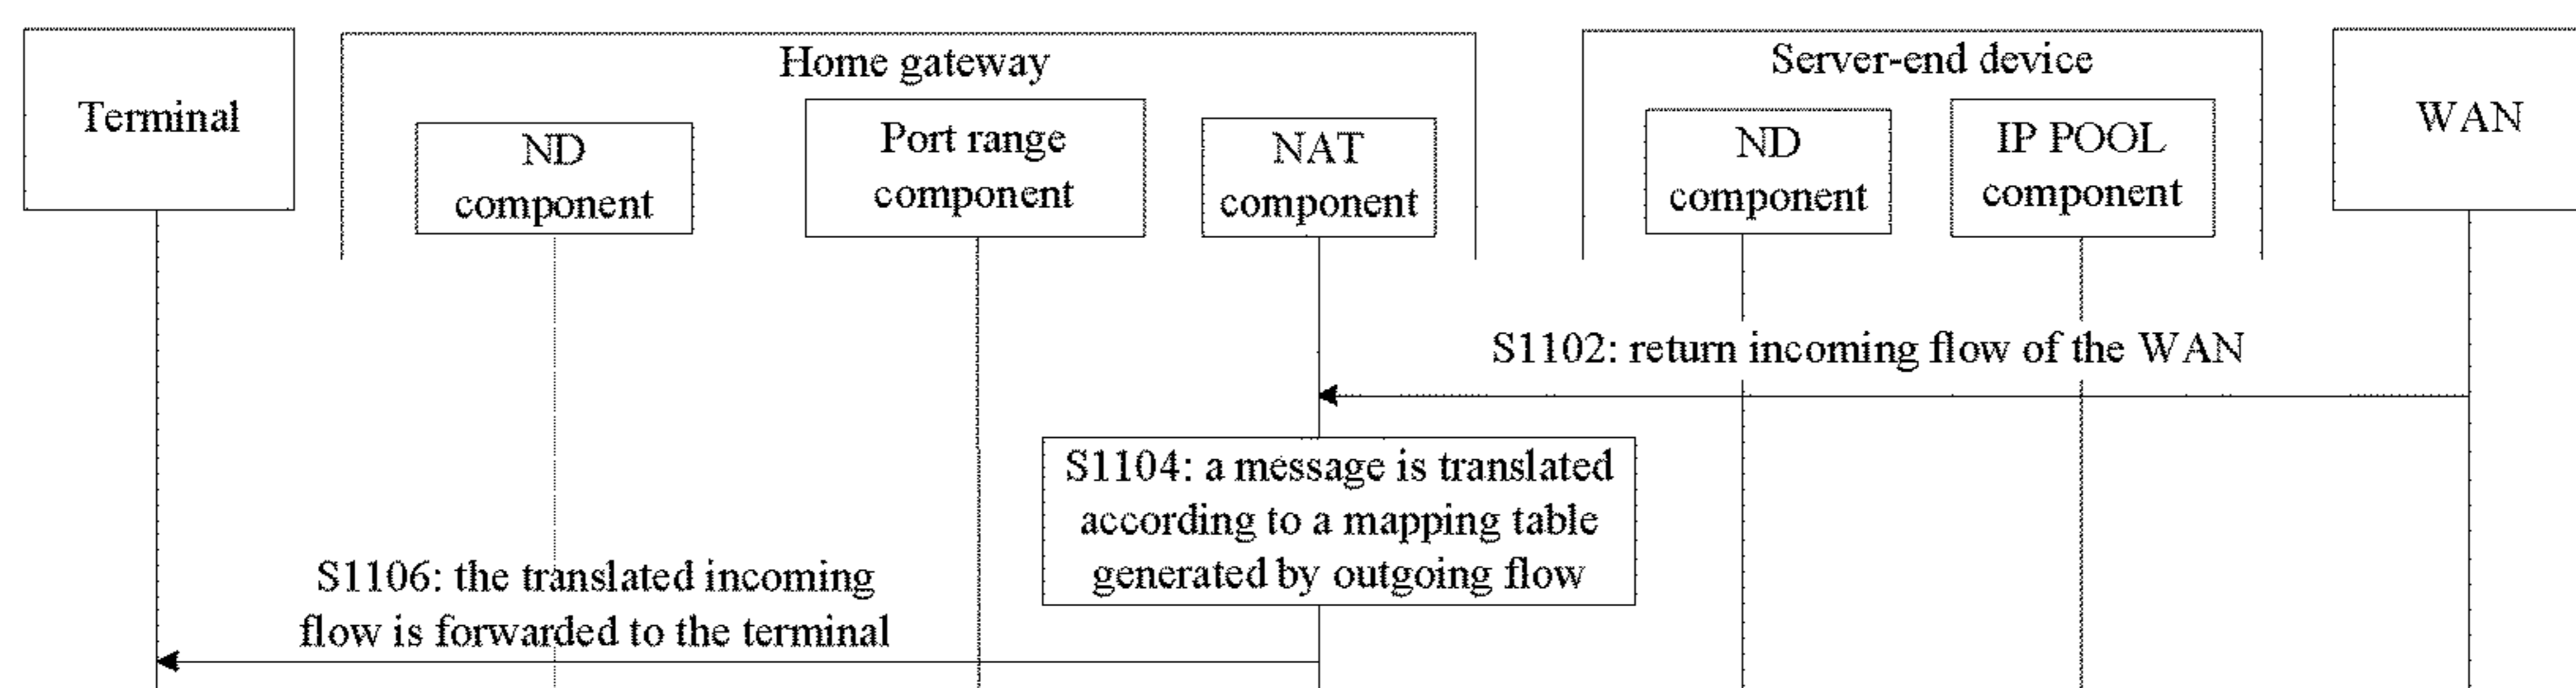 Terminal
Home gateway
ND
component
Port range
component
NAT
component
Server-end device
ND
component
IP POOL
component
WAN
S1102: return incoming flow of the WAN
S1104: a message is translated
according to a mapping table
generated by outgoing flow
S1106: the translated incoming
flow is forwarded to the terminal